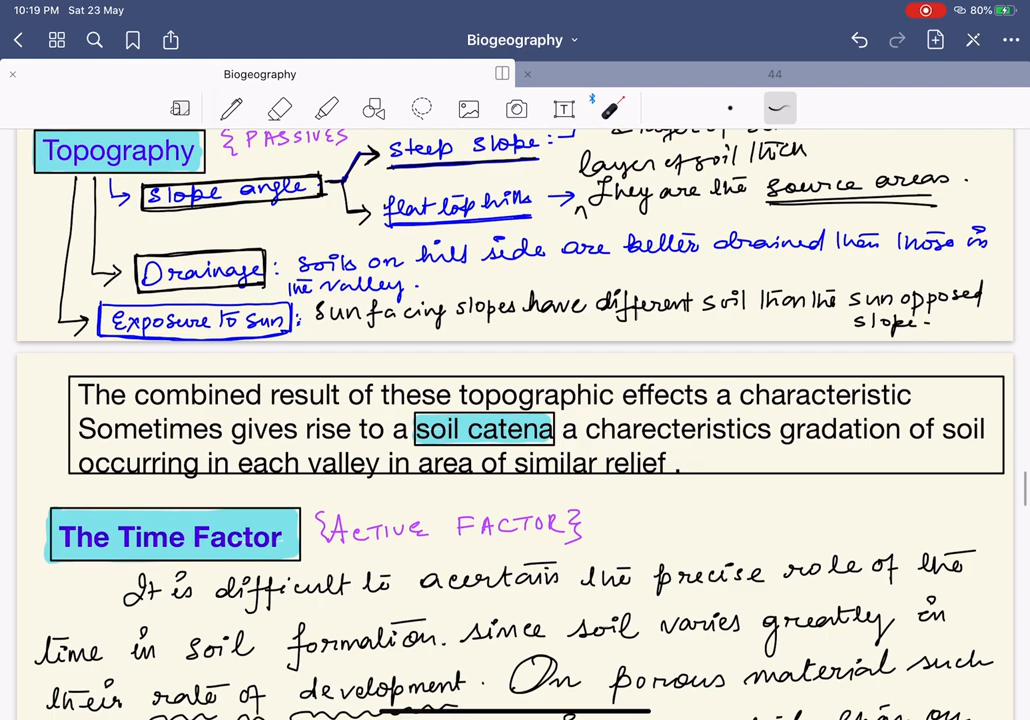 10:19 PM Sat 23 May
80%
Biogeography
Biogeography
44
Topography {PASSIVES
steep slope:-
layer of soil thick
slope angle:
flat top hills → They are the source areas.
Drainage: Soils on hill side are better drained than those in
the valley.
Exposure to sun: Sun facing slopes have different soil than the sun opposed
slope-
The combined result of these topographic effects a characteristic
Sometimes gives rise to a soil catena a charecteristics gradation of soil
occurring in each valley in area of similar relief .
The Time Factor {ACTIVE FACTOR}
It is difficult to acertain the precise role of the
time in soil formation. since soil varies greatly in
their rate of development. On porous material such